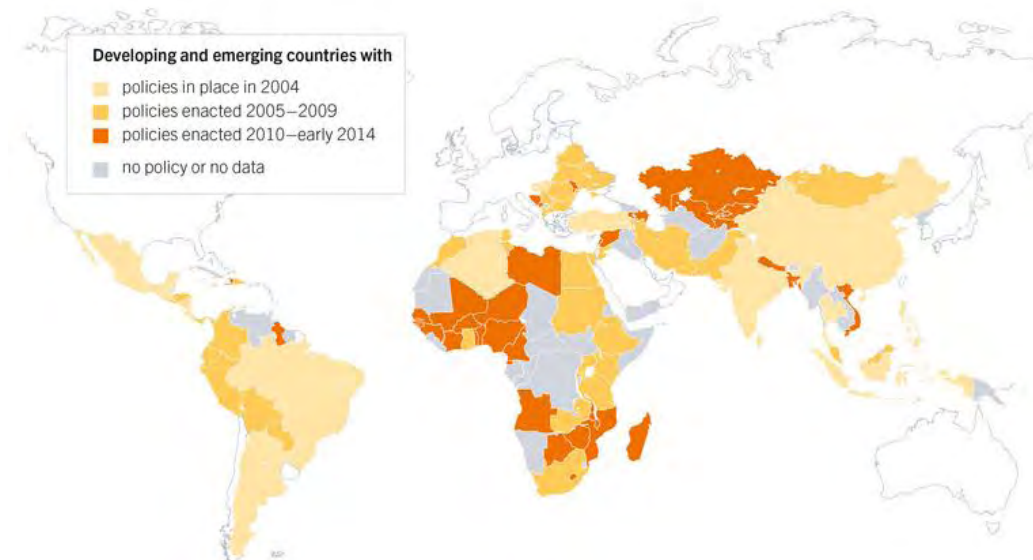 Developing and emerging countries with
policies in place in 2004
policies enacted 2005–2009
policies enacted 2010–early 2014
no policy or no data